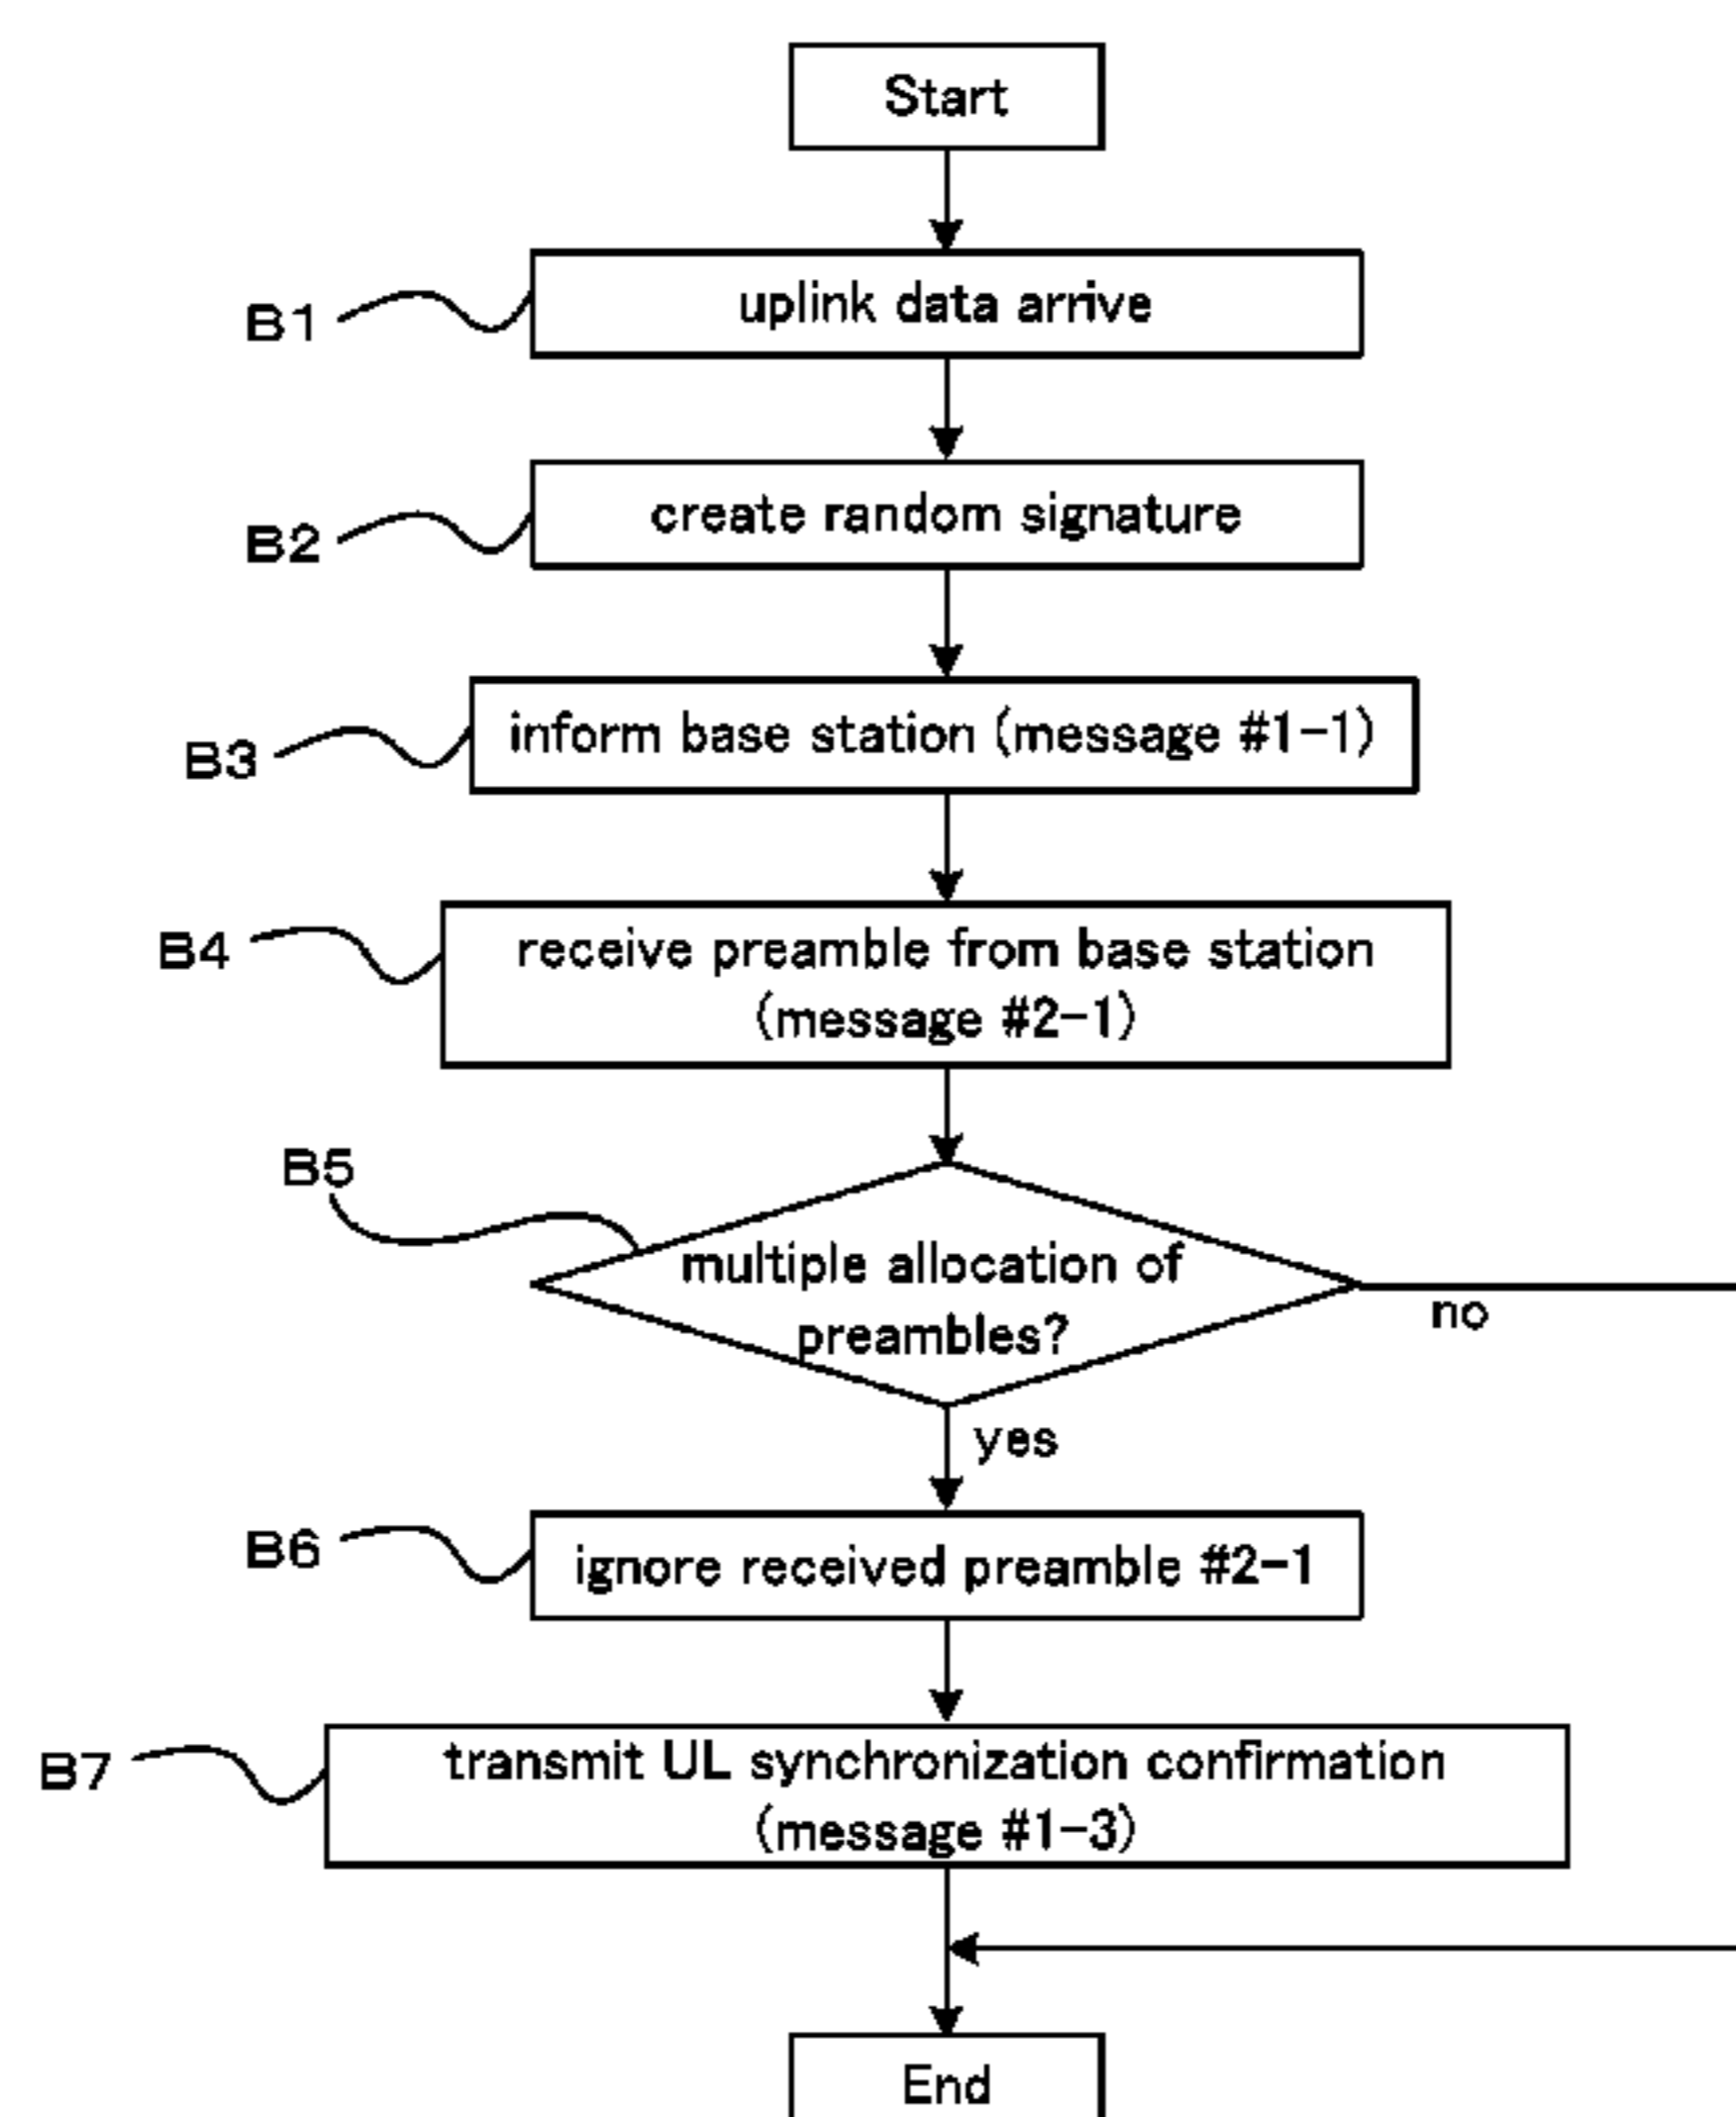 Start
B1
uplink data arrive
B2
create random signature
B3
inform base station (message #1-1)
B4
receive preamble from base station
(message #2-1)
B5
multiple allocation of
preambles?
no
yes
B6
ignore received preamble #2-1
B7
transmit UL synchronization confirmation
(message #1-3)
End